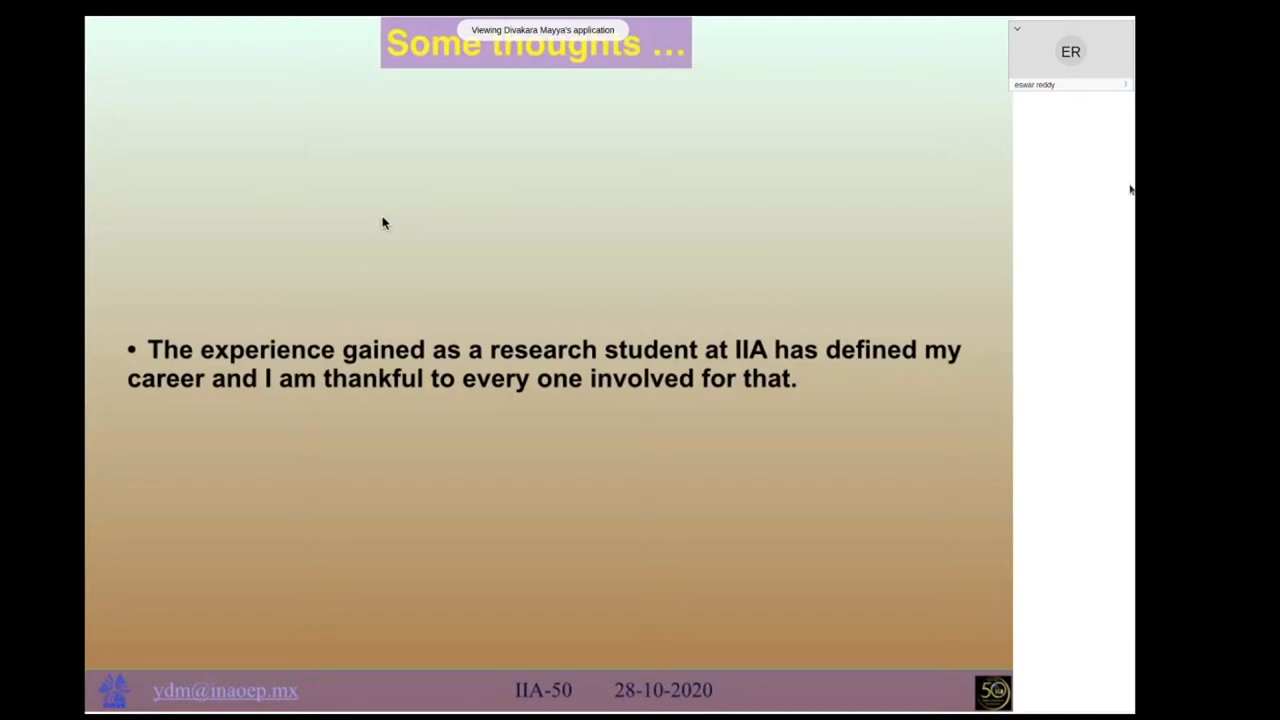 Viewing Divakara Mayya's application
Some thoughts ...
ER
eswar reddy
• The experience gained as a research student at IIA has defined my
career and I am thankful to every one involved for that.
ydm@inaoep.mx IIA-50 28-10-2020
50